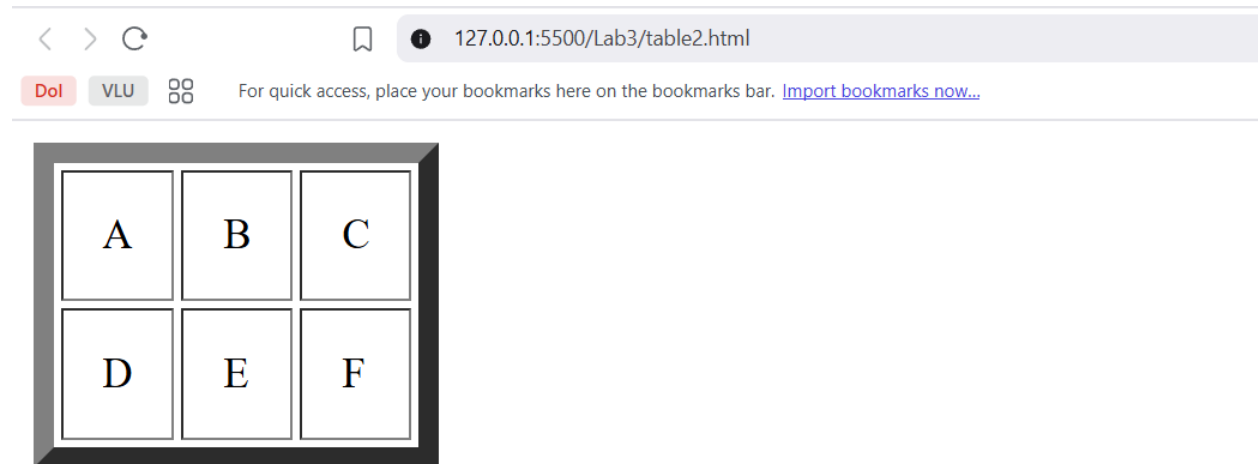 127.0.0.1:5500/Lab3/table2.html
DoI VLU For quick access, place your bookmarks here on the bookmarks bar. Import bookmarks now...
A B C
D E F